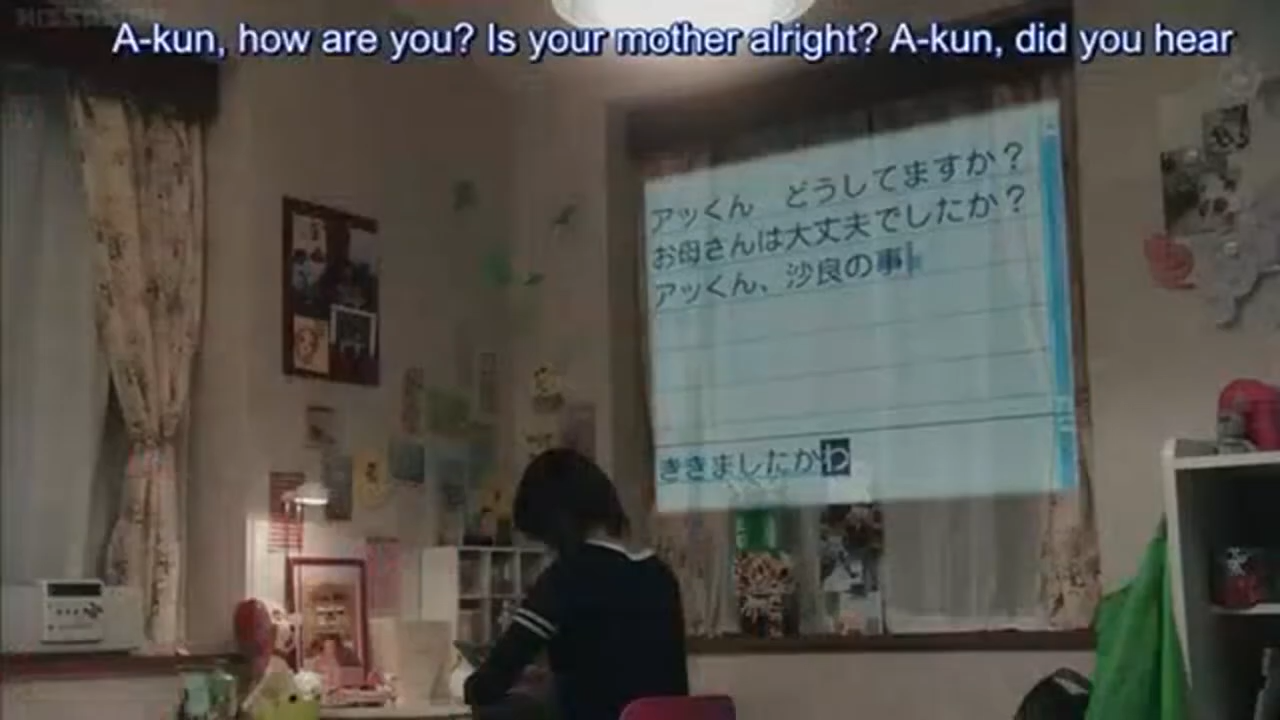 A-kun, how are you? Is your mother alright? A-kun, did you hear
アッくん どうしてますか？
お母さんは大丈夫でしたか？
アッくん、沙良の事
ききましたかわ